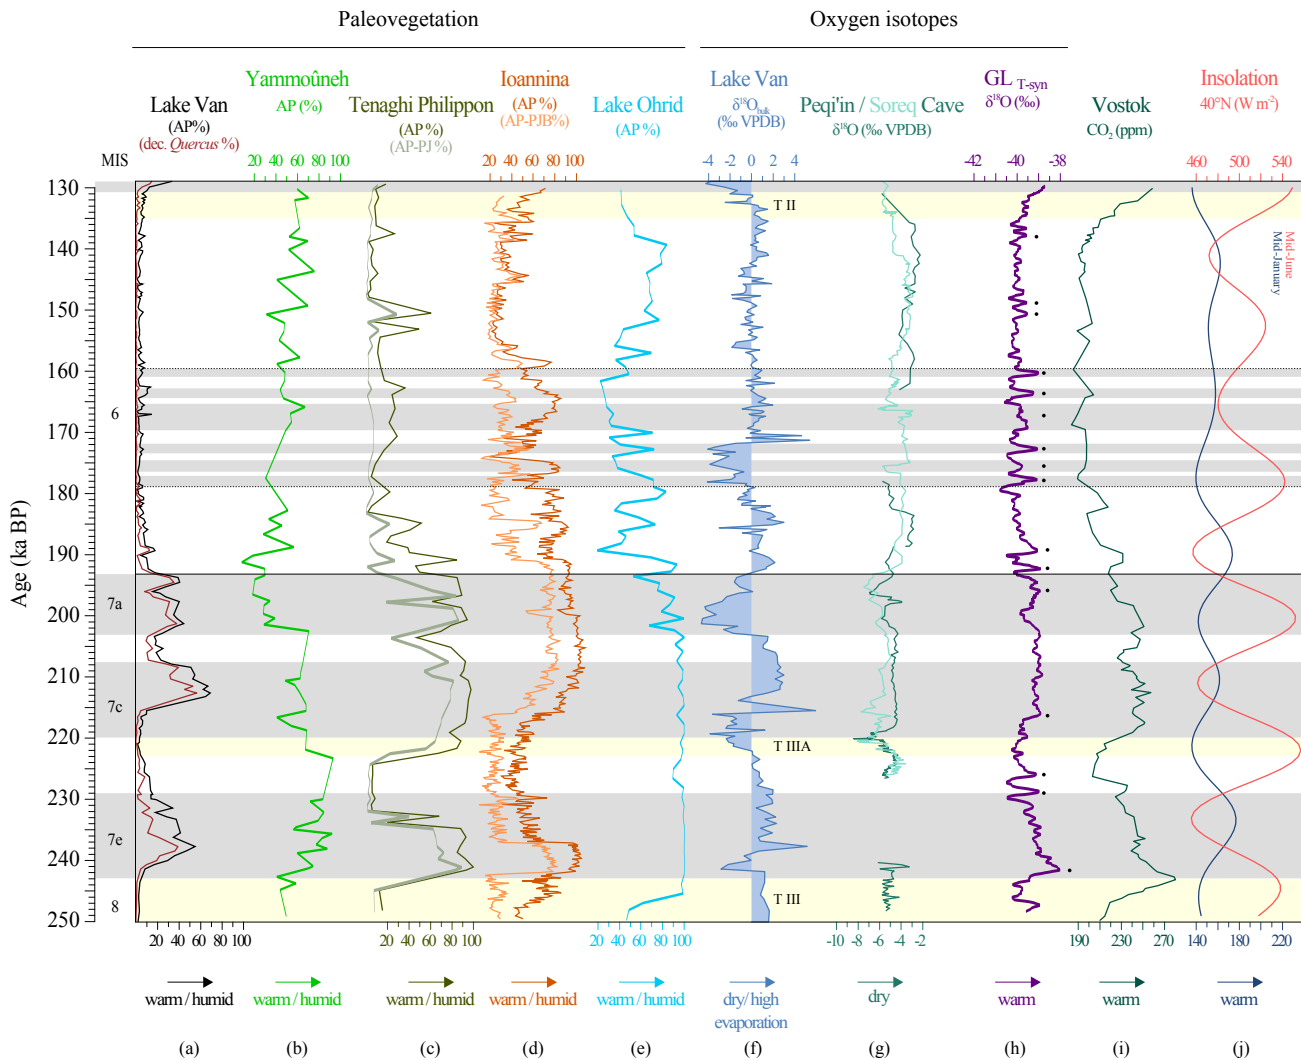 Paleovegetation
Oxygen isotopes
Lake Van
(AP%)
(dec. Quercus %)
Yammoûneh
AP (%)
Tenaghi Philippon
(AP %)
(AP-PJ %)
Ioannina
(AP %)
(AP-PJB%)
Lake Ohrid
(AP %)
Lake Van
δ¹⁸O bulk
(‰ VPDB)
Peqi'in / Soreq Cave
δ¹⁸O (‰ VPDB)
GL T-syn
δ¹⁸O (‰)
Vostok
CO₂ (ppm)
Insolation
40°N (W m⁻²)
MIS
20 40 60 80 100
20 40 60 80 100
-4 -2 0 2 4
-42 -40 -38
460 500 540
Age (ka BP)
130
140
150
160
170
180
190
200
210
220
230
240
250
6
7a
7c
7e
8
T II
T IIIA
T III
Mid-June
Mid-January
20 40 60 80 100
20 40 60 80 100
20 40 60 80 100
-10 -8 -6 -4 -2
190 230 270
140 180 220
warm / humid
warm / humid
warm / humid
warm / humid
warm / humid
dry/ high
evaporation
dry
warm
warm
warm
(a) (b) (c) (d) (e) (f) (g) (h) (i) (j)